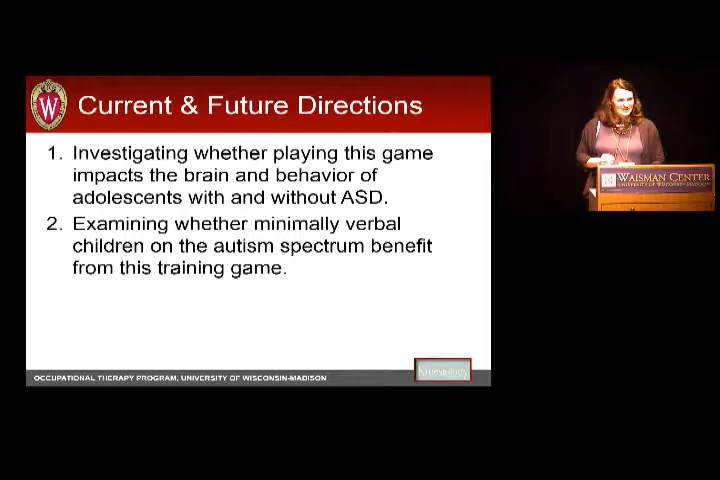 W
Current & Future Directions
1. Investigating whether playing this game
impacts the brain and behavior of
adolescents with and without ASD.
2. Examining whether minimally verbal
children on the autism spectrum benefit
from this training game.
OCCUPATIONAL THERAPY PROGRAM, UNIVERSITY OF WISCONSIN-MADISON
Kinesiology
WAISMAN CENTER
UNIVERSITY OF WISCONSIN-MADISON